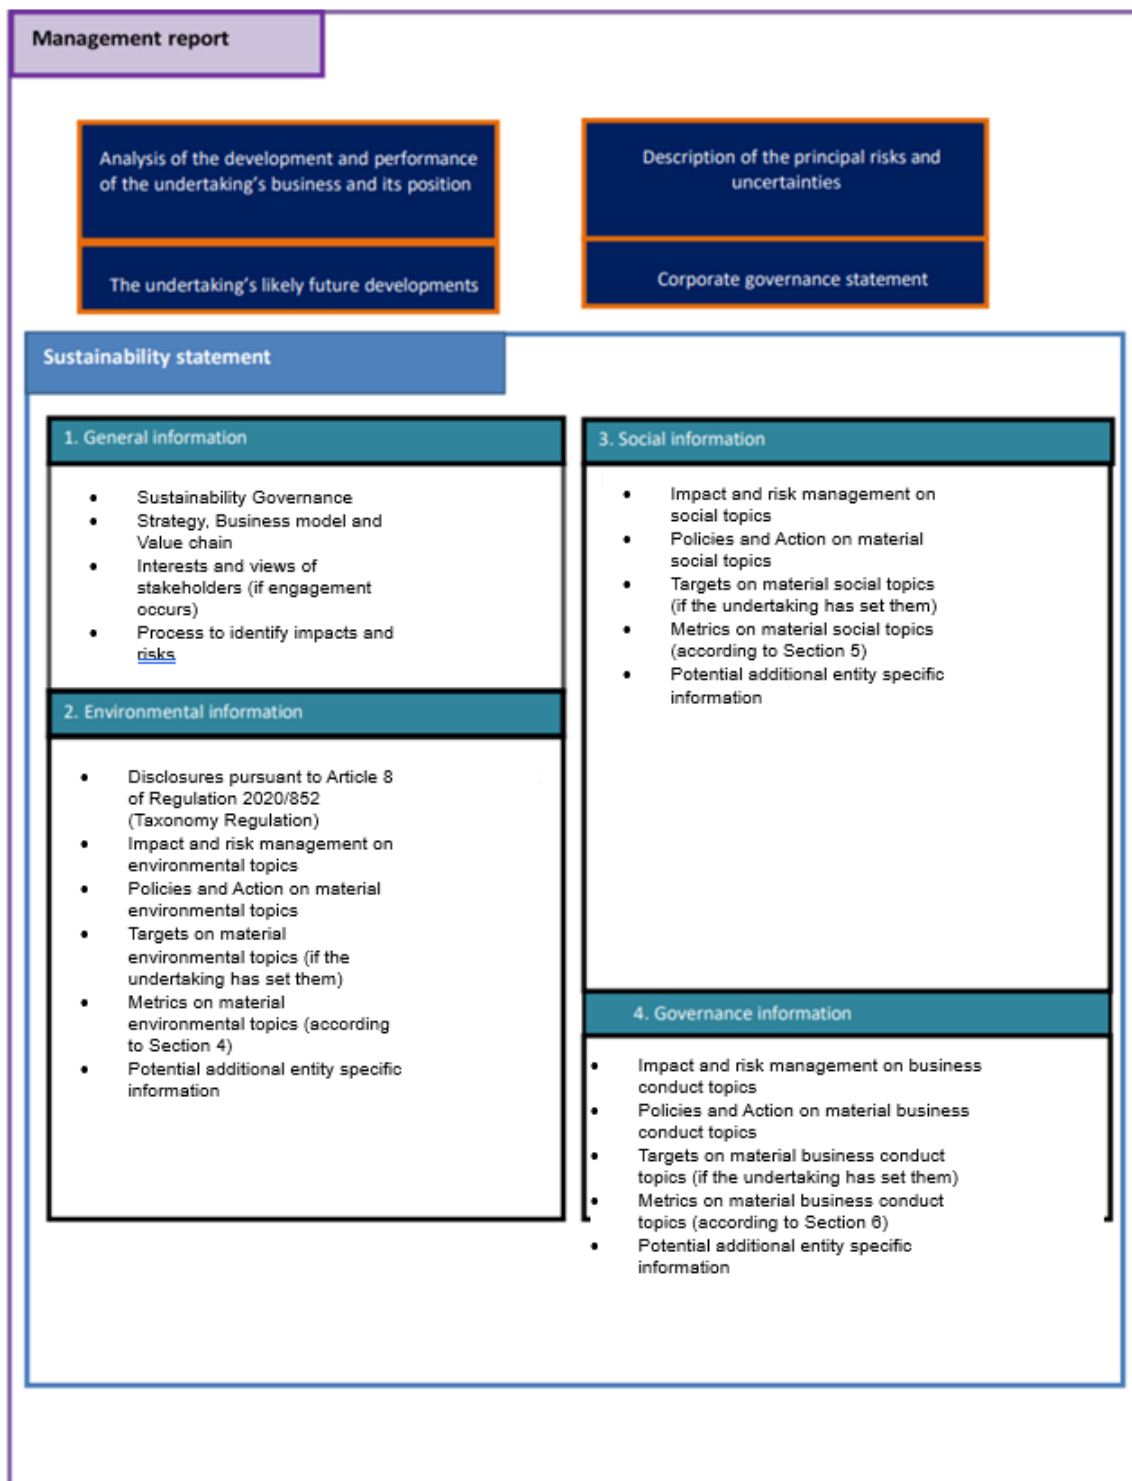 Management report
Analysis of the development and performance
of the undertaking's business and its position
Description of the principal risks and
uncertainties
The undertaking's likely future developments
Corporate governance statement
Sustainability statement
1. General information
• Sustainability Governance
• Strategy, Business model and
Value chain
• Interests and views of
stakeholders (if engagement
occurs)
• Process to identify impacts and
risks
2. Environmental information
• Disclosures pursuant to Article 8
of Regulation 2020/852
(Taxonomy Regulation)
• Impact and risk management on
environmental topics
• Policies and Action on material
environmental topics
• Targets on material
environmental topics (if the
undertaking has set them)
• Metrics on material
environmental topics (according
to Section 4)
• Potential additional entity specific
information
3. Social information
• Impact and risk management on
social topics
• Policies and Action on material
social topics
• Targets on material social topics
(if the undertaking has set them)
• Metrics on material social topics
(according to Section 5)
• Potential additional entity specific
information
4. Governance information
• Impact and risk management on business
conduct topics
• Policies and Action on material business
conduct topics
• Targets on material business conduct
topics (if the undertaking has set them)
• Metrics on material business conduct
topics (according to Section 6)
• Potential additional entity specific
information